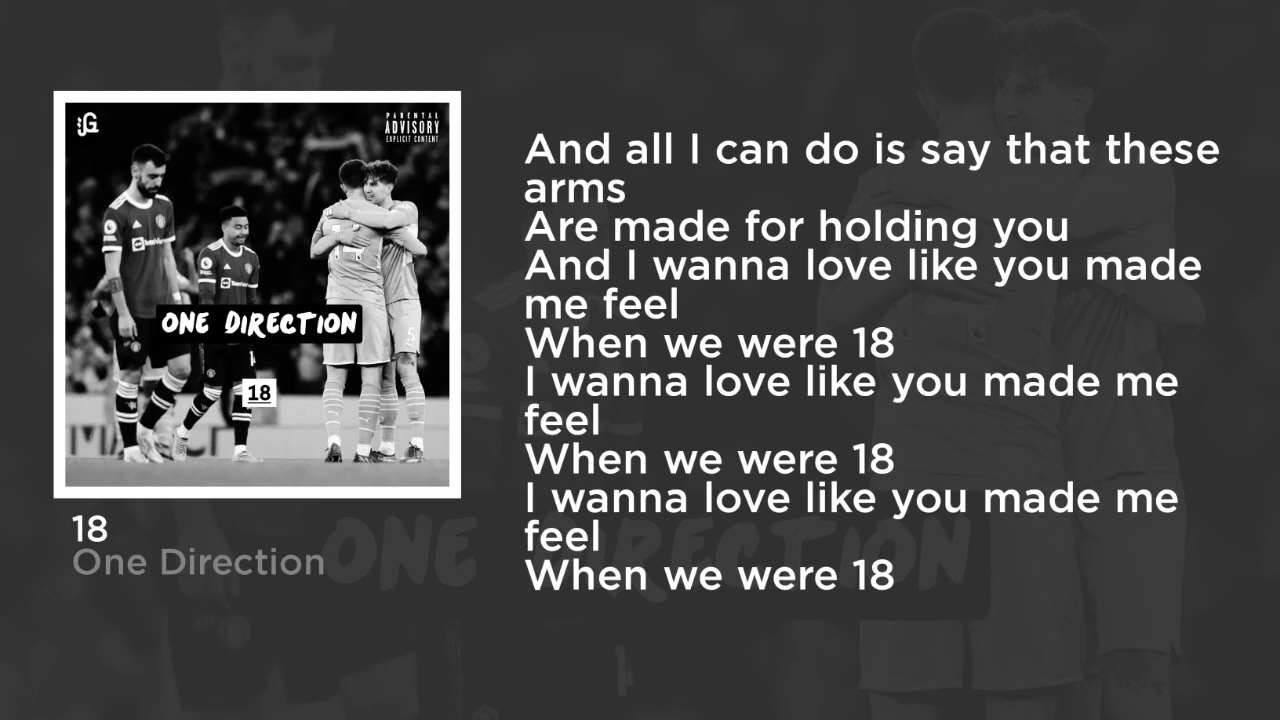 PARENTAL
ADVISORY
EXPLICIT CONTENT
ONE DIRECTION
18
18
One Direction
And all I can do is say that these
arms
Are made for holding you
And I wanna love like you made
me feel
When we were 18
I wanna love like you made me
feel
When we were 18
I wanna love like you made me
feel
When we were 18